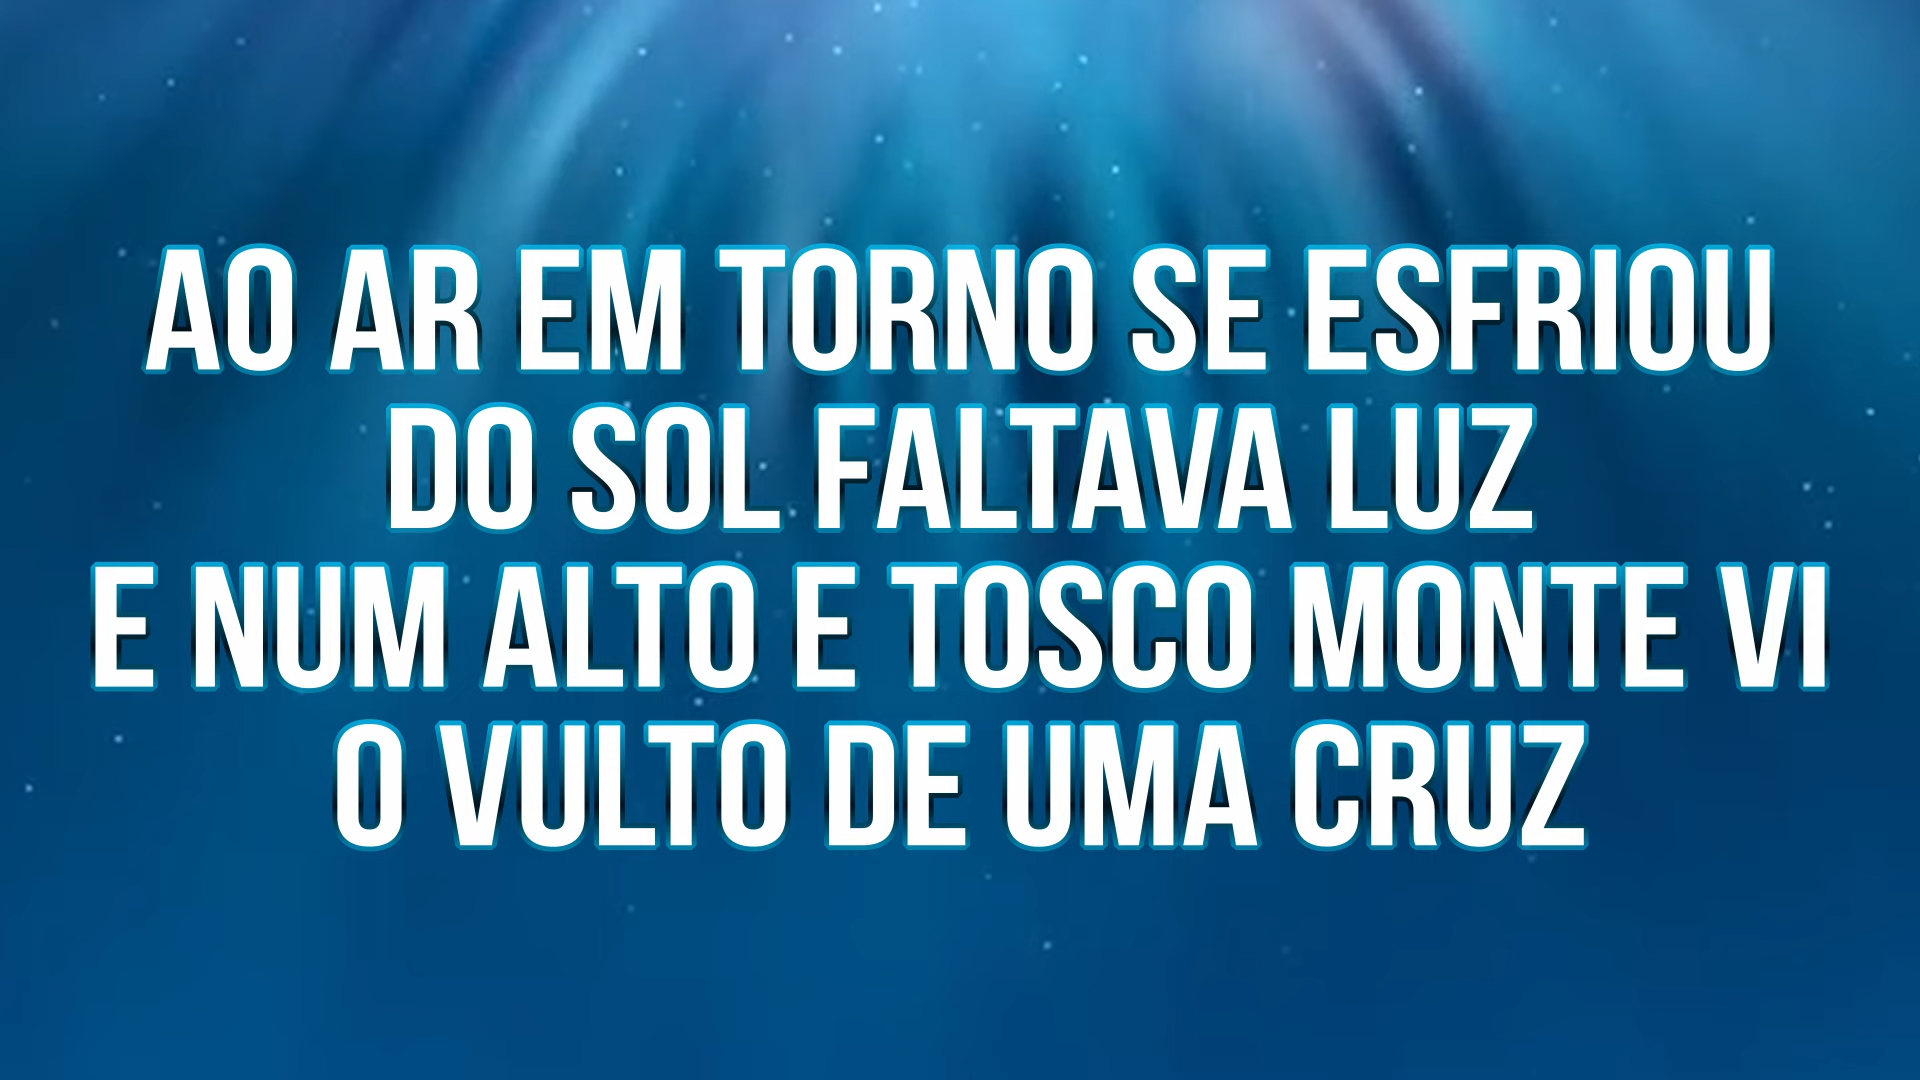 AO AR EM TORNO SE ESFRIOU
DO SOL FALTAVA LUZ
E NUM ALTO E TOSCO MONTE VI
O VULTO DE UMA CRUZ